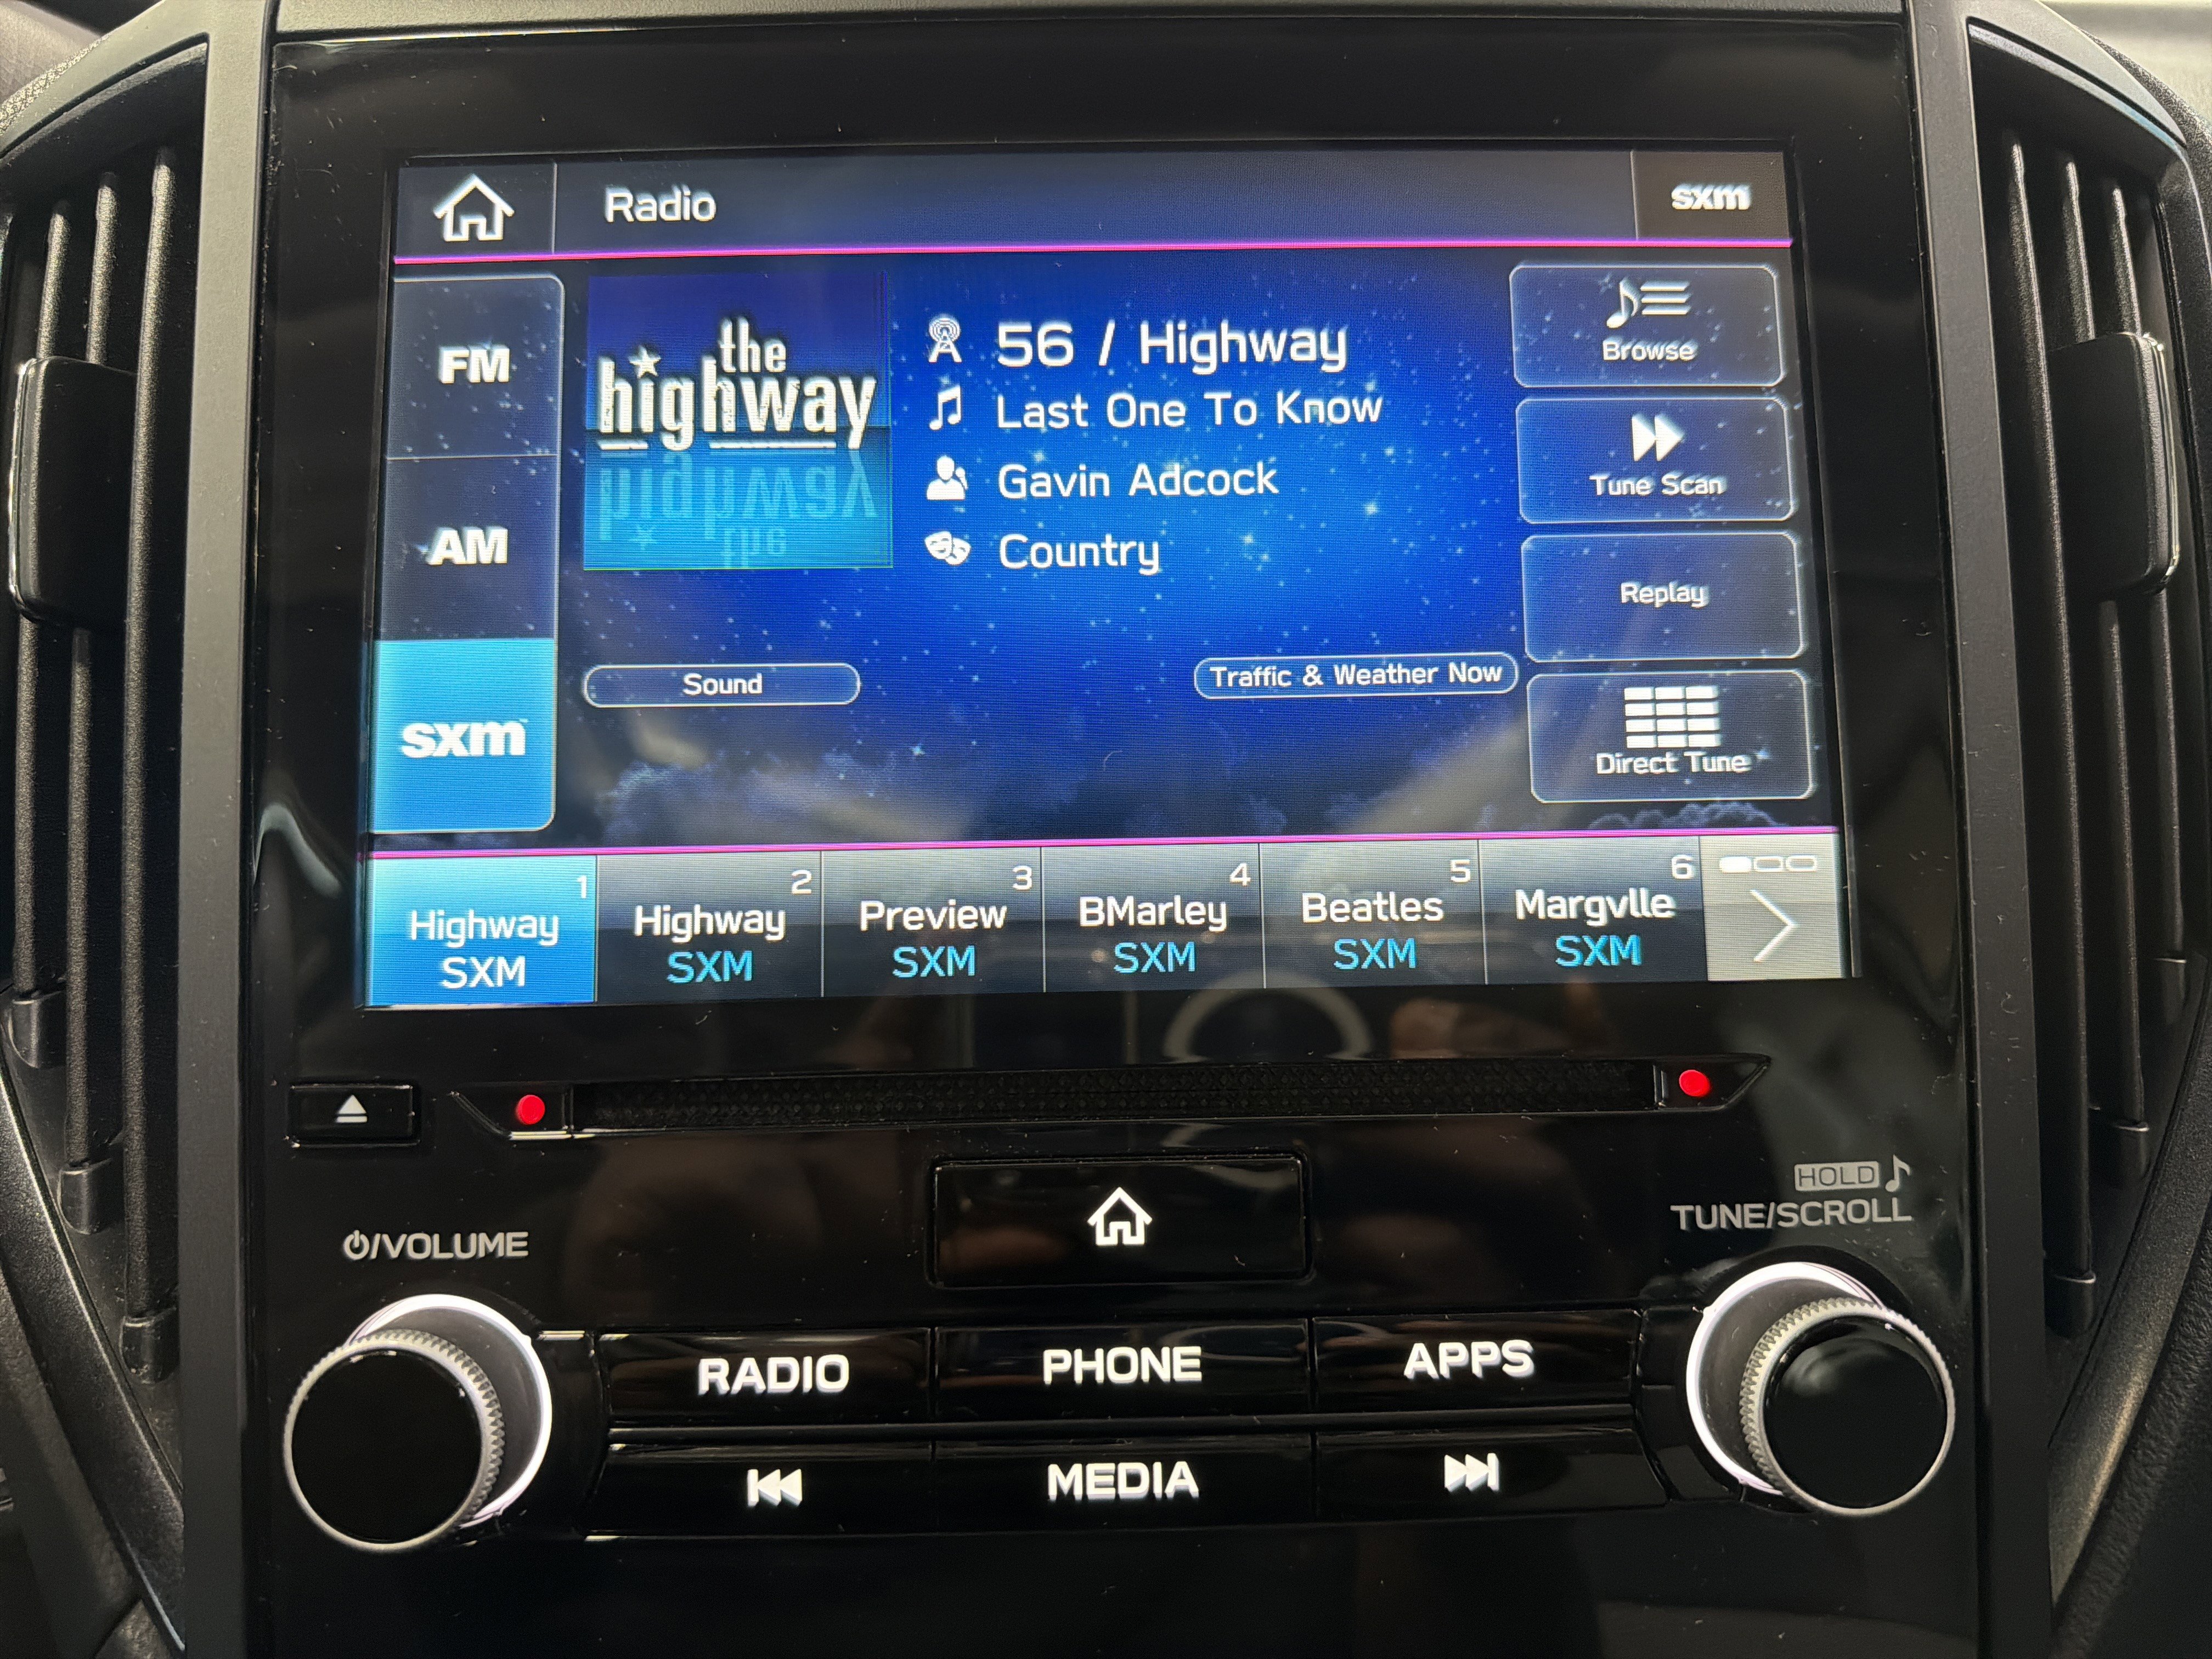 Radio
sxm
FM
AM
sxm
the
highway
56 / Highway
Last One To Know
Gavin Adcock
Country
Sound
Traffic & Weather Now
Browse
Tune Scan
Replay
Direct Tune
1
Highway
SXM
2
Highway
SXM
3
Preview
SXM
4
BMarley
SXM
5
Beatles
SXM
6
Margvlle
SXM
/VOLUME
HOLD
TUNE/SCROLL
RADIO
PHONE
APPS
MEDIA